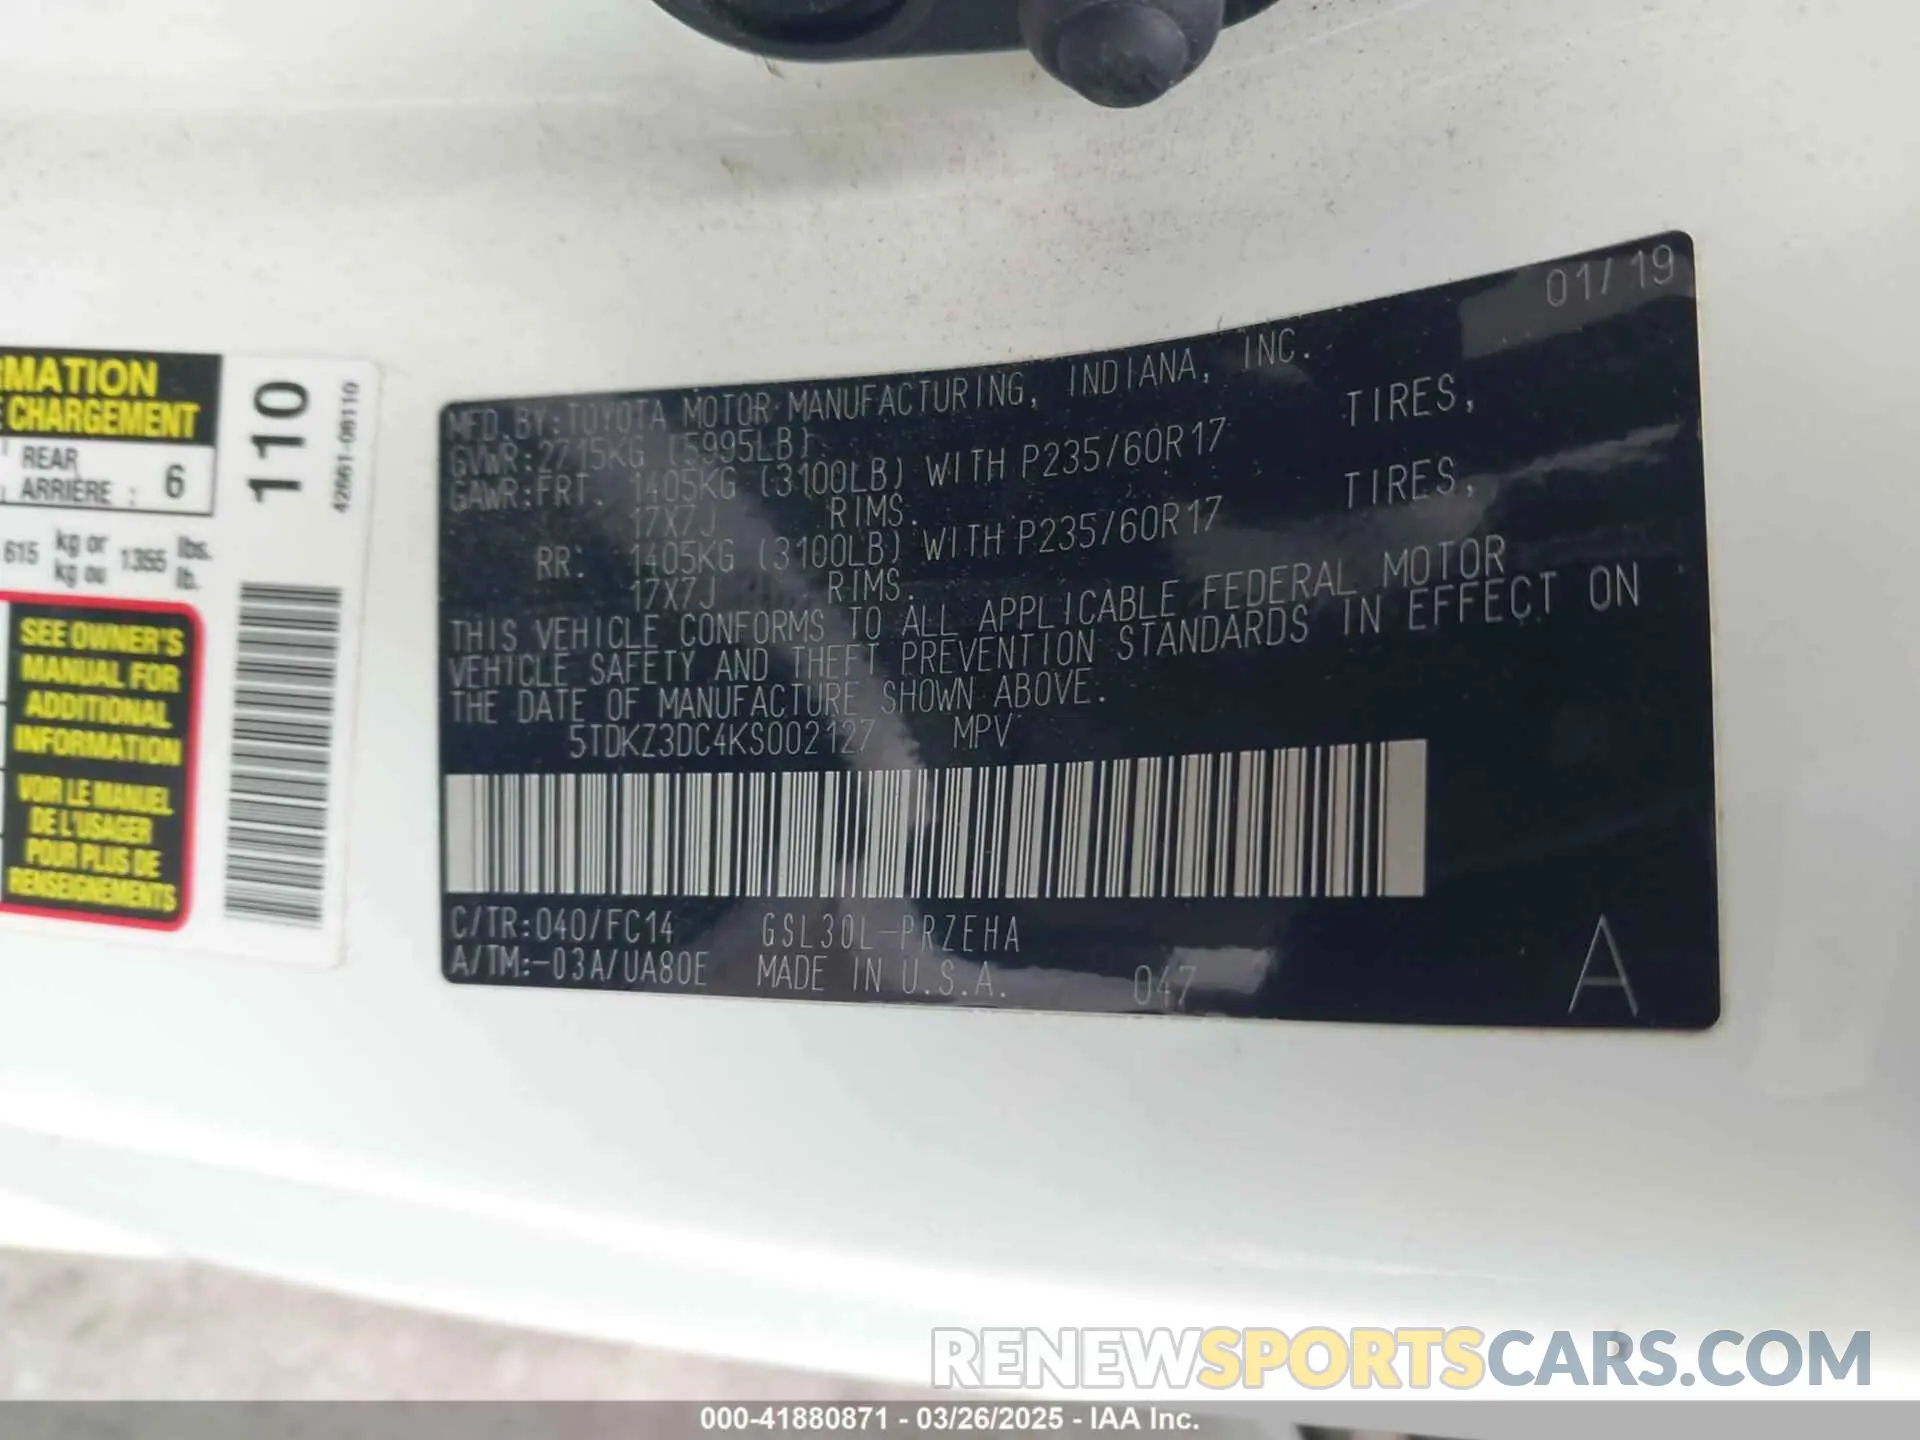 RMATION
E CHARGEMENT
REAR
ARRIÈRE : 6
615 kg or 1355 lbs.
kg ou lb.
SEE OWNER'S
MANUAL FOR
ADDITIONAL
INFORMATION
VOIR LE MANUEL
DE L'USAGER
POUR PLUS DE
RENSEIGNEMENTS
110
42661-08110
01/19
MFD. BY: TOYOTA MOTOR MANUFACTURING, INDIANA, INC.
GVWR: 2715KG (5995LB)
GAWR: FRT. 1405KG (3100LB) WITH P235/60R17 TIRES,
17X7J RIMS.
RR: 1405KG (3100LB) WITH P235/60R17 TIRES,
17X7J RIMS.
THIS VEHICLE CONFORMS TO ALL APPLICABLE FEDERAL MOTOR
VEHICLE SAFETY AND THEFT PREVENTION STANDARDS IN EFFECT ON
THE DATE OF MANUFACTURE SHOWN ABOVE.
5TDKZ3DC4KS002127 MPV
C/TR: 040/FC14 GSL30L-PRZEHA
A/TM: -03A/UA80E MADE IN U.S.A. 047 A
RENEWSPORTSCARS.COM
000-41880871 - 03/26/2025 - IAA Inc.